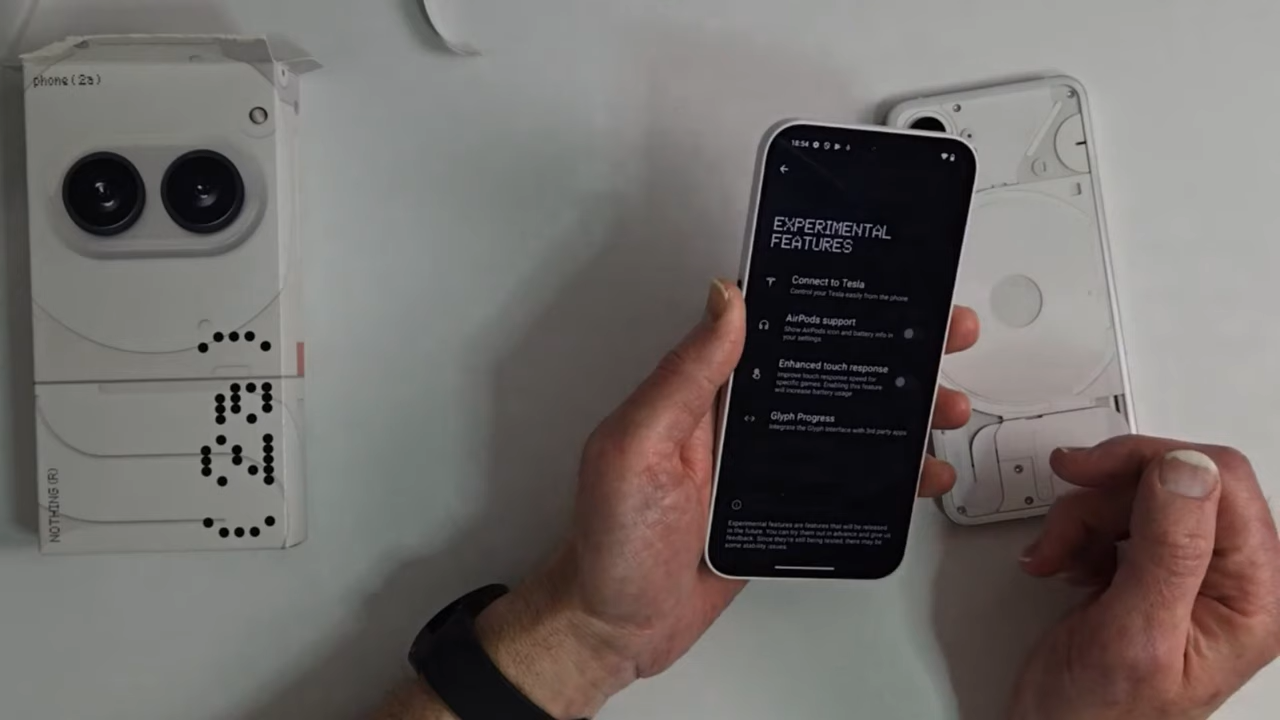 phone (2a)
NOTHING (R)
(2a)
18:54
EXPERIMENTAL
FEATURES
Connect to Tesla
Control your Tesla easily from the phone
AirPods support
Show AirPods icon and battery info in
your settings
Enhanced touch response
Improve touch response speed for
specific games. Enabling this feature
will increase battery usage
Glyph Progress
Integrate the Glyph Interface with 3rd party apps
Experimental features are features that will be released
in the future. You can try them out in advance and give us
feedback. Since they're still being tested, there may be
some stability issues.